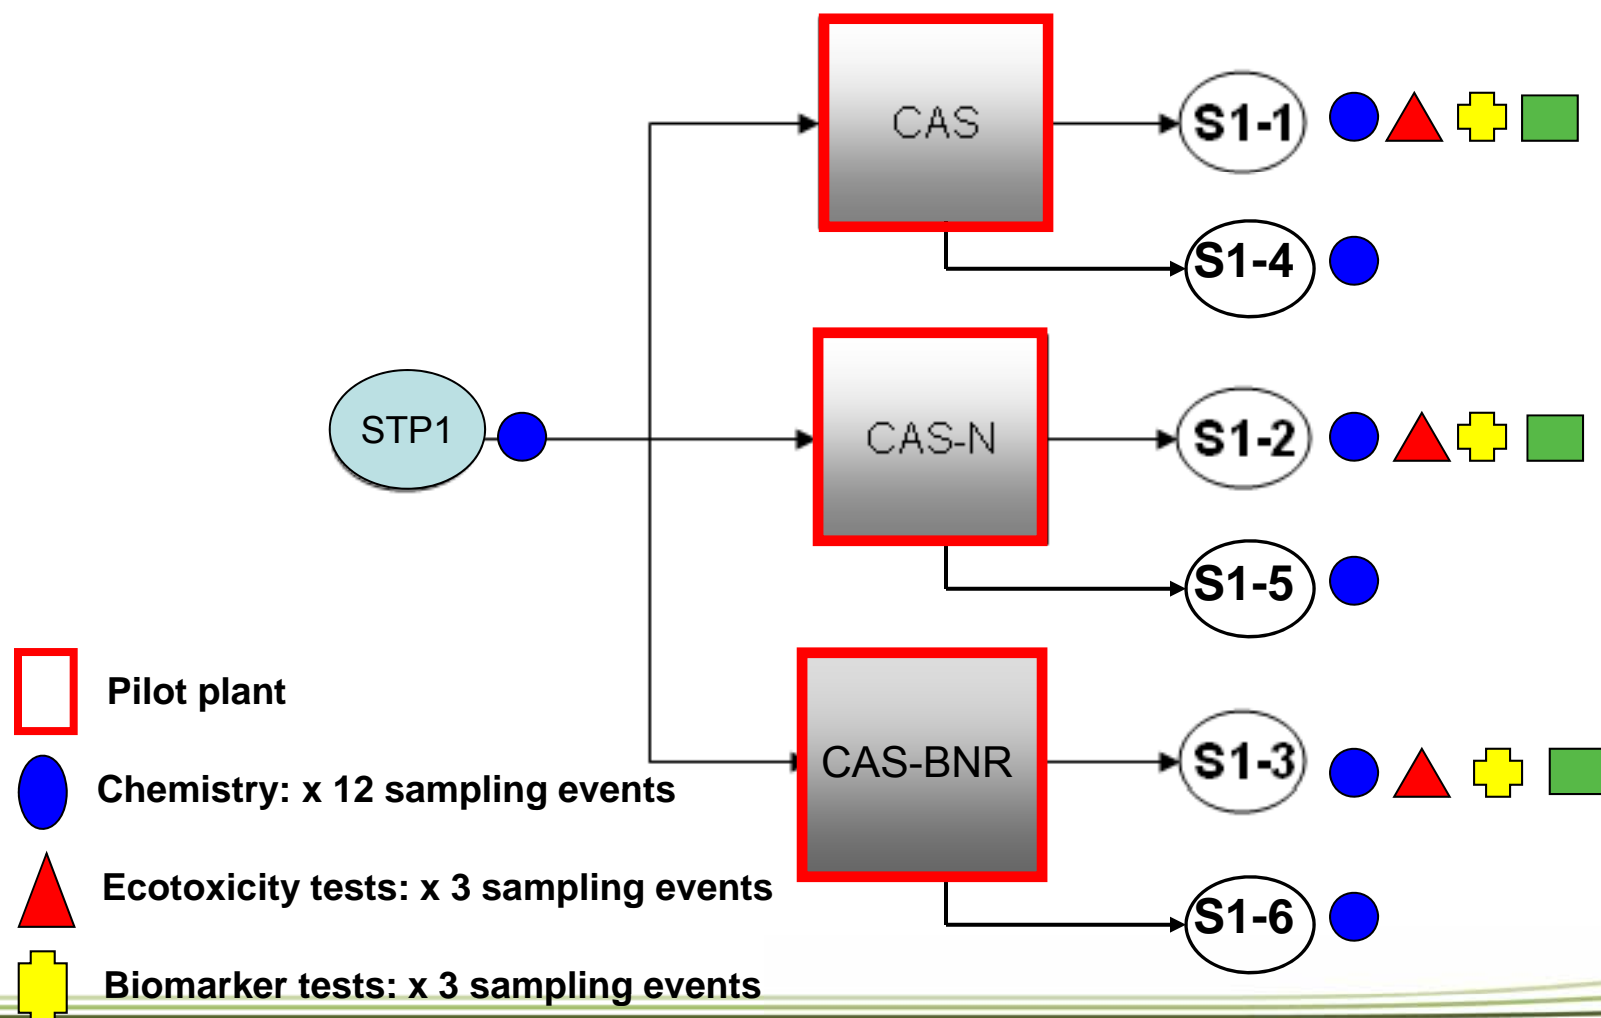 CAS
S1-1
S1-4
STP1
CAS-N
S1-2
S1-5
Pilot plant
CAS-BNR
S1-3
Chemistry: x 12 sampling events
Ecotoxicity tests: x 3 sampling events
S1-6
Biomarker tests: x 3 sampling events